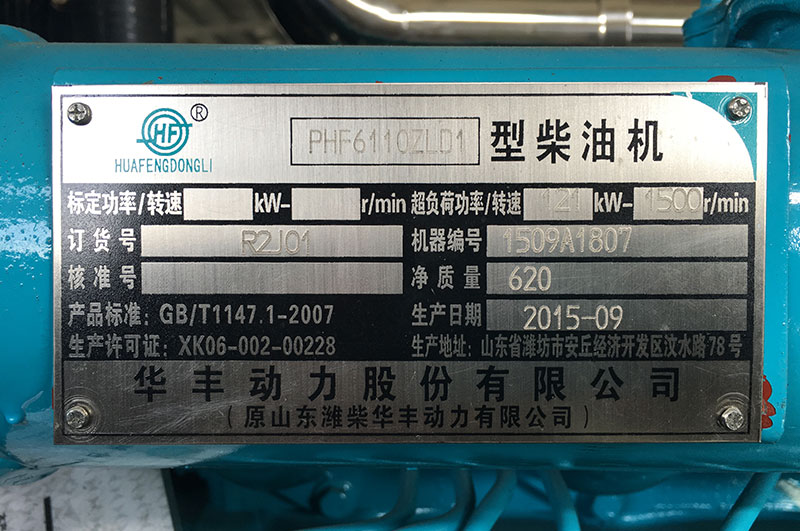 HF ®
HUAFENGDONGLI
PHF6110ZLD1 型柴油机
标定功率/转速 kW- r/min 超负荷功率/转速 121 kW- 1500 r/min
订货号 R2J01 机器编号 1509A1807
核准号 净质量 620
产品标准: GB/T1147.1-2007 生产日期 2015-09
生产许可证: XK06-002-00228 生产地址: 山东省潍坊市安丘经济开发区汶水路78号
华丰动力股份有限公司
(原山东潍柴华丰动力有限公司)